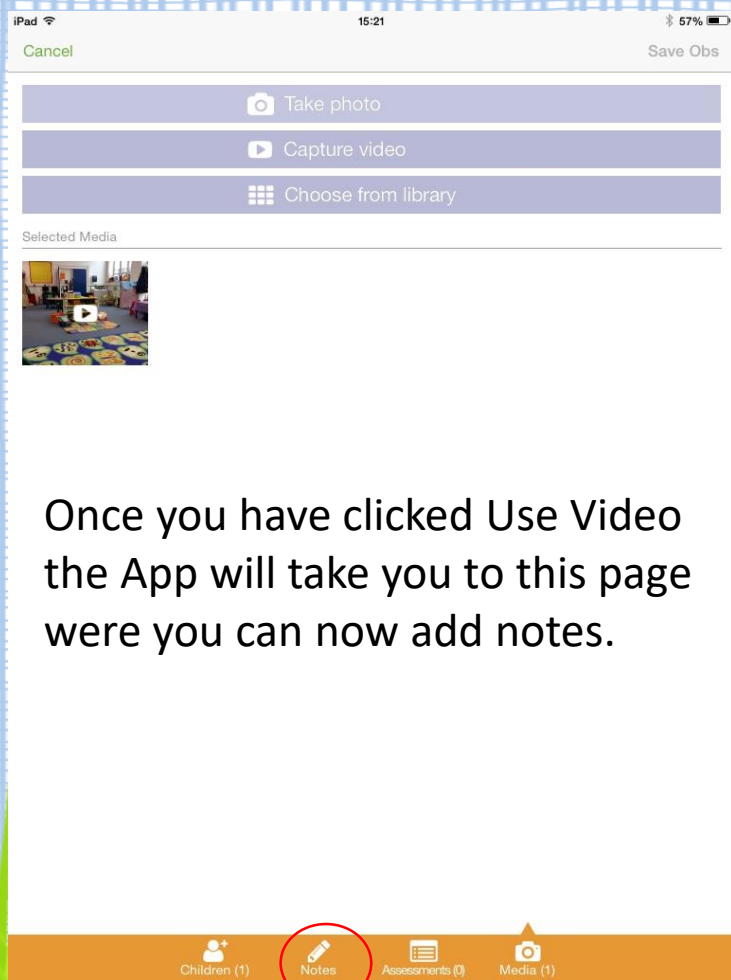 iPad 15:21 57%
Cancel Save Obs
Take photo
Capture video
Choose from library
Selected Media
Once you have clicked Use Video
the App will take you to this page
were you can now add notes.
Children (1) Notes Assessments (0) Media (1)